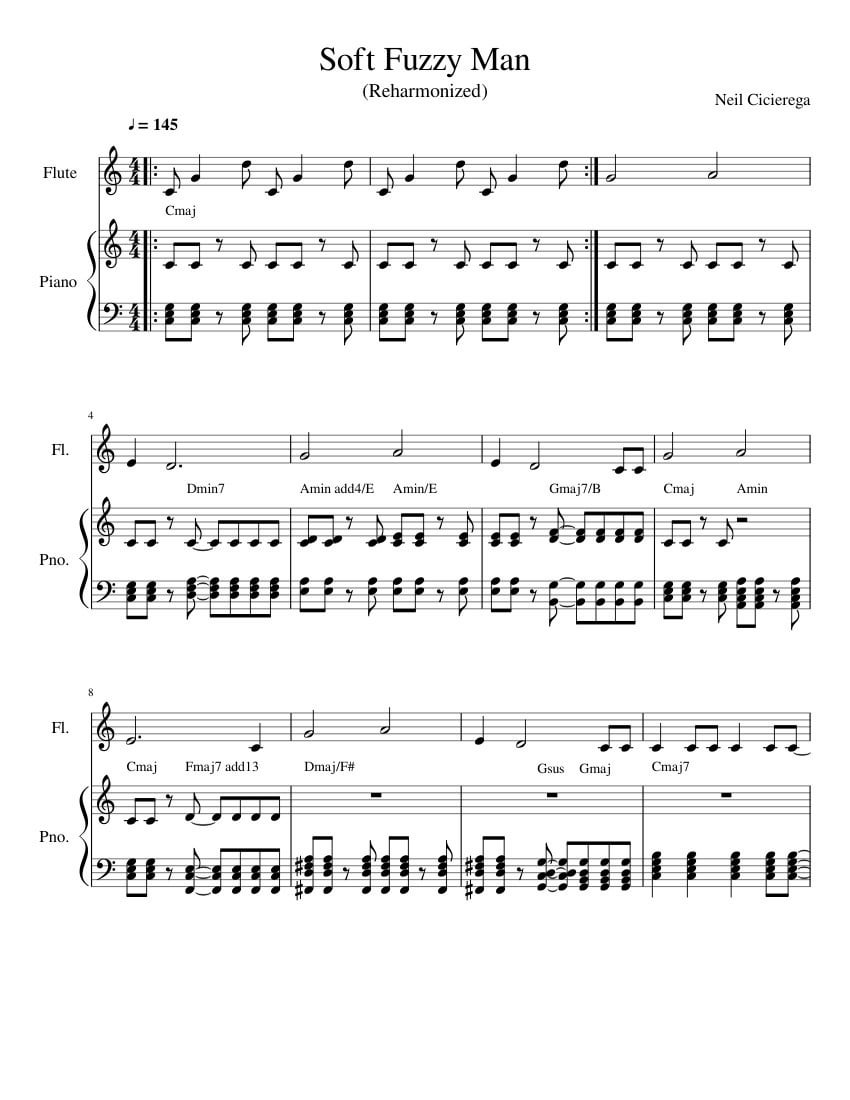 Soft Fuzzy Man
(Reharmonized)
Neil Cicierega
♩ = 145
Flute
Cmaj
Piano
4
Fl.
Dmin7 Amin add4/E Amin/E Gmaj7/B Cmaj Amin
Pno.
8
Fl.
Cmaj Fmaj7 add13 Dmaj/F# Gsus Gmaj Cmaj7
Pno.